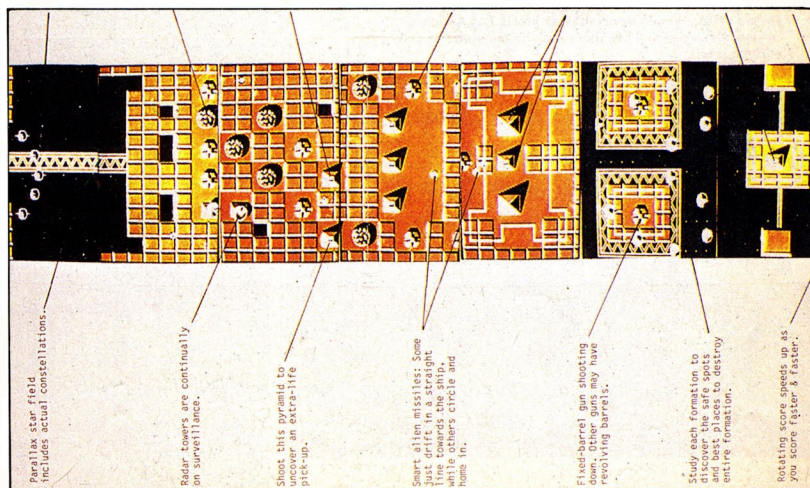 Parallax star field
includes actual constellations.
Radar towers are continually
on surveillance.
Shoot this pyramid to
uncover an extra-life
pick-up.
Smart alien missiles: Some
just drift in a straight
line towards the ship,
while others circle and
home in.
Fixed-barrel gun shooting
down. Other guns may have
revolving barrels.
Study each formation to
discover the safe spots
and best places to destroy
entire formation.
Rotating score speeds up as
you score faster & faster.